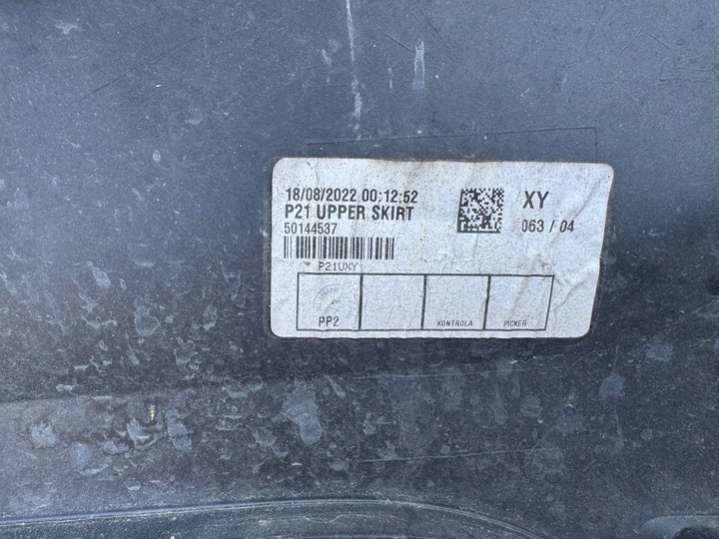 18/08/2022 00:12:52
P21 UPPER SKIRT
50144537
P21UXY
XY
063 / 04
PP2
KONTROLA
PICKER